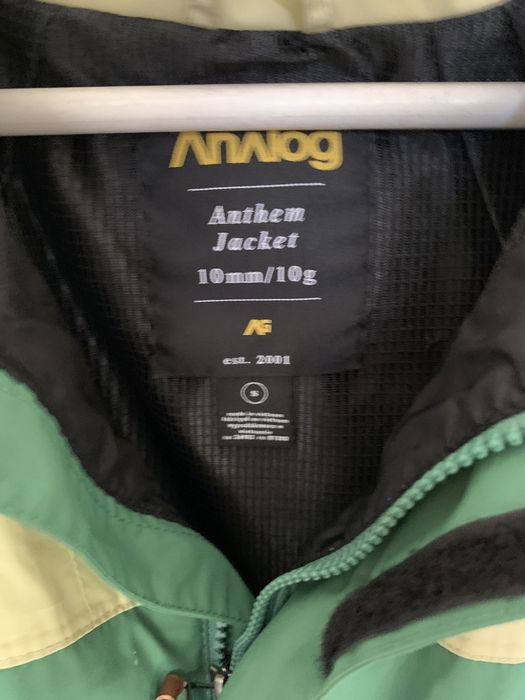 Analog
Anthem
Jacket
10mm/10g
AG
est. 2001
S